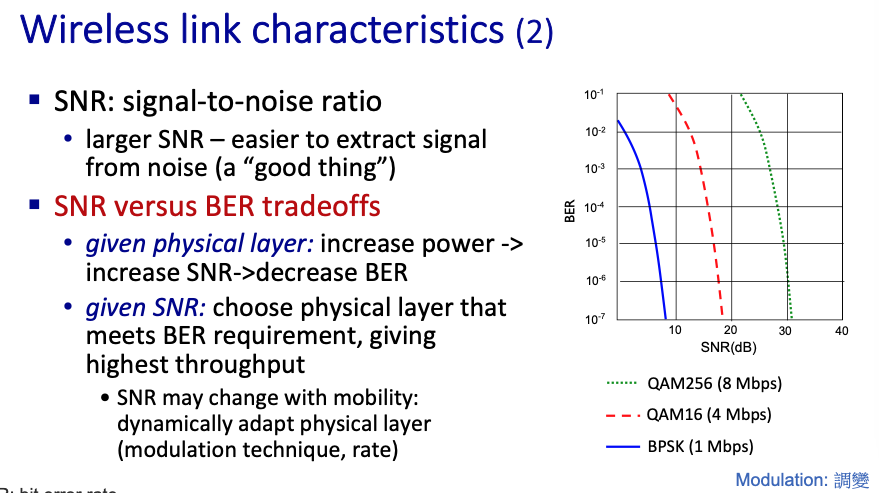 Wireless link characteristics (2)
▪ SNR: signal-to-noise ratio
• larger SNR – easier to extract signal
from noise (a “good thing”)
▪ SNR versus BER tradeoffs
• given physical layer: increase power ->
increase SNR->decrease BER
• given SNR: choose physical layer that
meets BER requirement, giving
highest throughput
• SNR may change with mobility:
dynamically adapt physical layer
(modulation technique, rate)
10⁻¹
10⁻²
10⁻³
10⁻⁴
10⁻⁵
10⁻⁶
10⁻⁷
BER
10 20 30 40
SNR(dB)
QAM256 (8 Mbps)
QAM16 (4 Mbps)
BPSK (1 Mbps)
Modulation: 調變